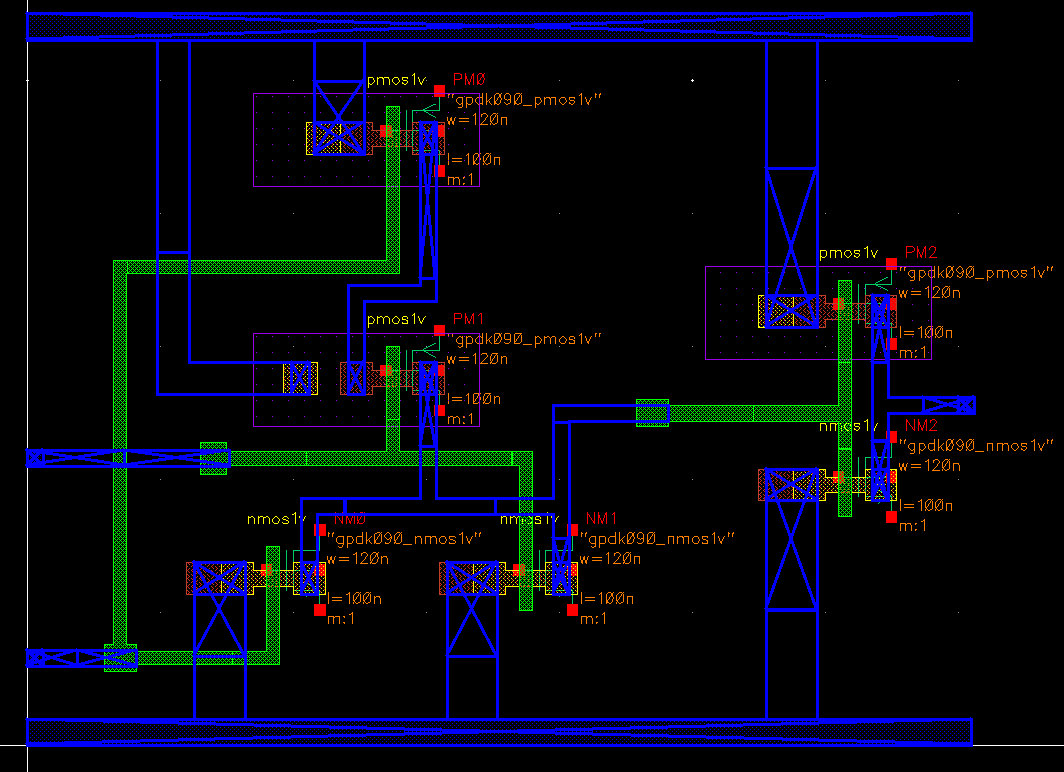 pmos1v PM0
"gpdk090_pmos1v"
w=120n
l=100n
m:1
pmos1v PM2
"gpdk090_pmos1v"
w=120n
l=100n
m:1
pmos1v PM1
"gpdk090_pmos1v"
w=120n
l=100n
m:1
nmos1v NM2
"gpdk090_nmos1v"
w=120n
l=100n
m:1
nmos1v NM0
"gpdk090_nmos1v"
w=120n
l=100n
m:1
nmos1v NM1
"gpdk090_nmos1v"
w=120n
l=100n
m:1